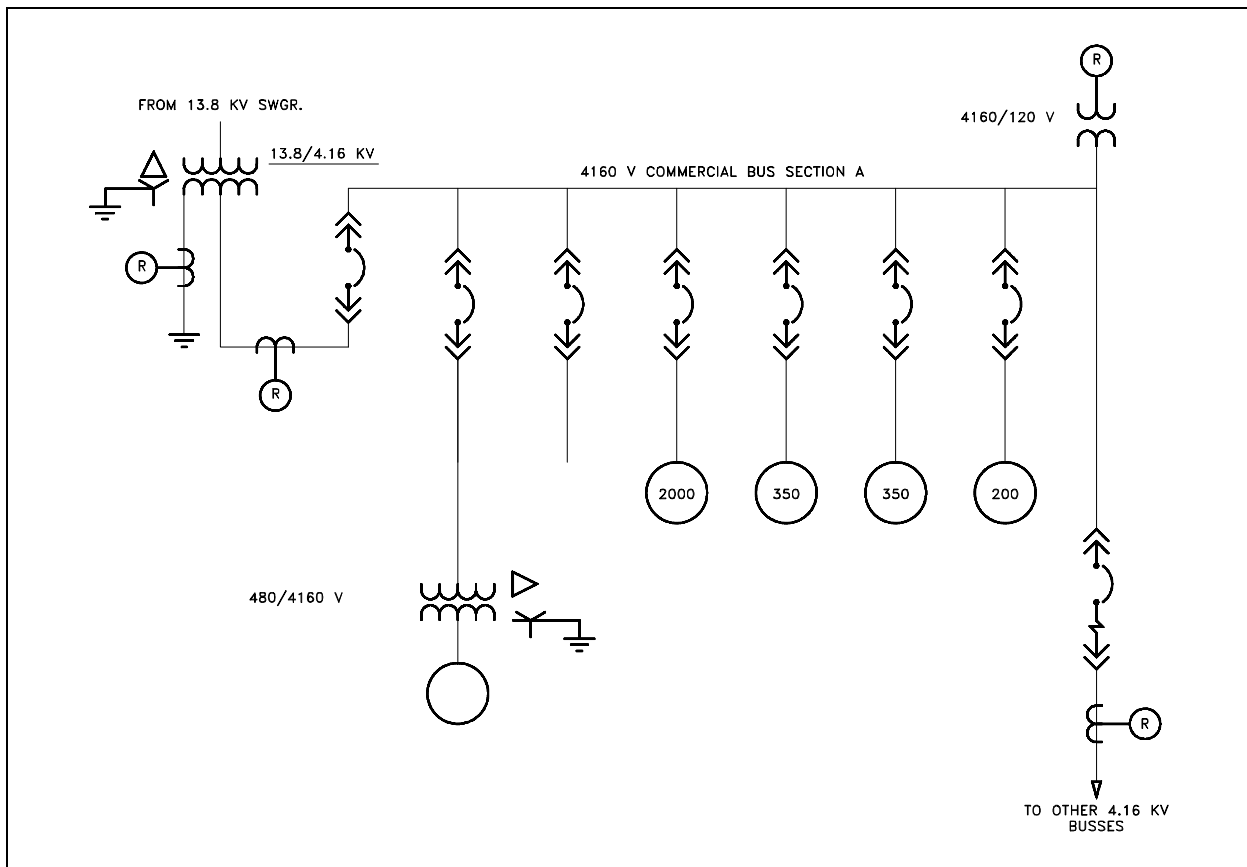 R
FROM 13.8 KV SWGR.
4160/120 V
13.8/4.16 KV
4160 V COMMERCIAL BUS SECTION A
R
R
2000
350
350
200
480/4160 V
R
TO OTHER 4.16 KV
BUSSES